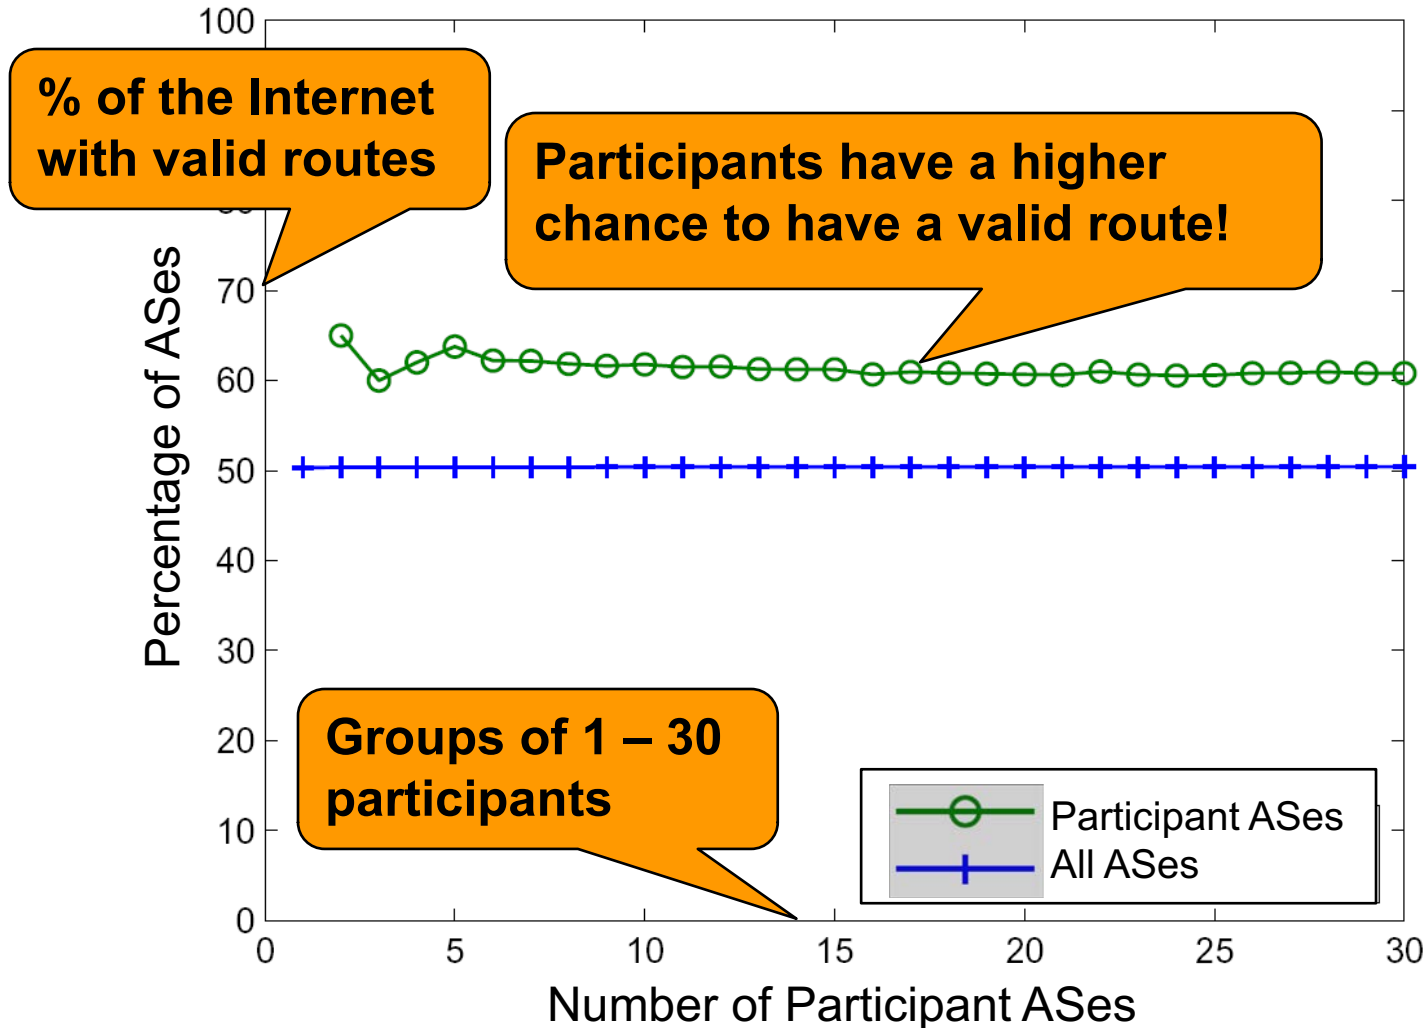 100
% of the Internet
with valid routes
Participants have a higher
chance to have a valid route!
70
60
50
40
30
20
10
0
Percentage of ASes
Groups of 1 – 30
participants
Participant ASes
All ASes
0 5 10 15 20 25 30
Number of Participant ASes